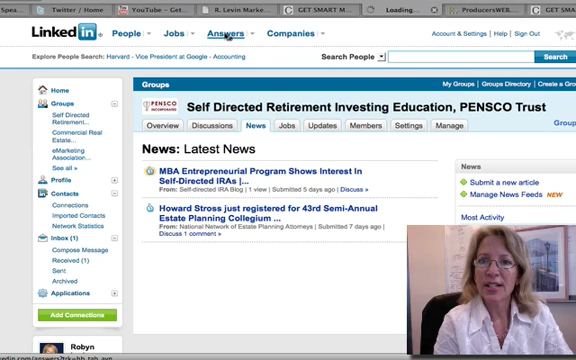 Spea
Twitter / Home
YouTube - Get
R. Levin Marke
GET SMART M
Loading
ProducersWEB
GET SMART
LinkedIn
People
Jobs
Answers
Companies
Account & Settings
Help
Sign Out
Explore People Search: Harvard - Vice President at Google - Accounting
Search People
Search
Home
Groups
Self Directed
Retirement...
Commercial Real
Estate...
eMarketing
Association...
See all »
Profile
Contacts
Connections
Imported Contacts
Network Statistics
Inbox (1)
Compose Message
Received (1)
Sent
Archived
Applications
Add Connections
Robyn
Groups
My Groups
Groups Directory
Create a Gro
PENSCO
INCORPORATED
Self Directed Retirement Investing Education, PENSCO Trust
Overview
Discussions
News
Jobs
Updates
Members
Settings
Manage
Group
News: Latest News
MBA Entrepreneurial Program Shows Interest In
Self-Directed IRAs |...
From: Self-directed IRA Blog | 1 view | Submitted 5 days ago | Discuss »
Howard Stross just registered for 43rd Semi-Annual
Estate Planning Collegium ...
From: National Network of Estate Planning Attorneys | Submitted 7 days ago |
Discuss 1 comment »
News
Submit a new article
Manage News Feeds NEW
Most Activity